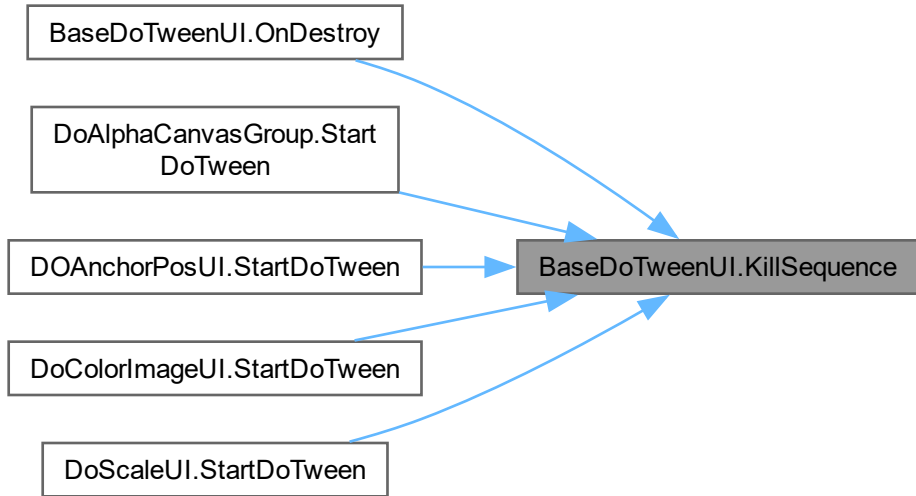 BaseDoTweenUI.OnDestroy
DoAlphaCanvasGroup.Start
DoTween
DOAnchorPosUI.StartDoTween
BaseDoTweenUI.KillSequence
DoColorImageUI.StartDoTween
DoScaleUI.StartDoTween